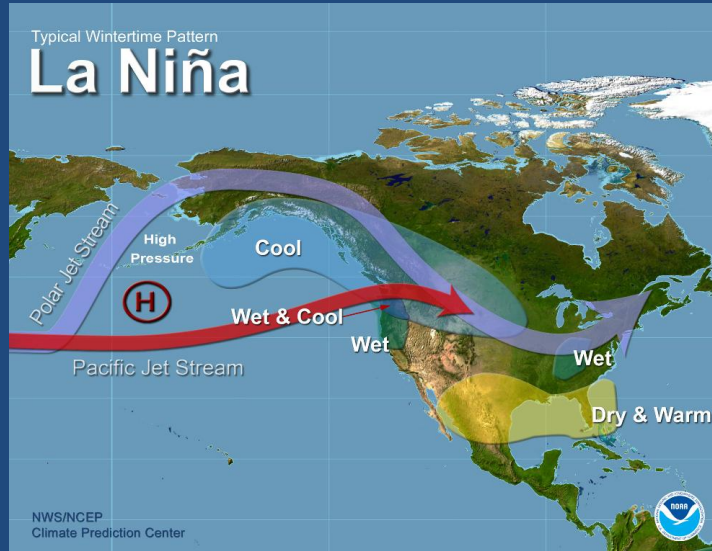 Typical Wintertime Pattern
La Niña
Polar Jet Stream
High
Pressure
H
Cool
Wet & Cool
Wet
Pacific Jet Stream
Wet
Dry & Warm
NWS/NCEP
Climate Prediction Center
NOAA